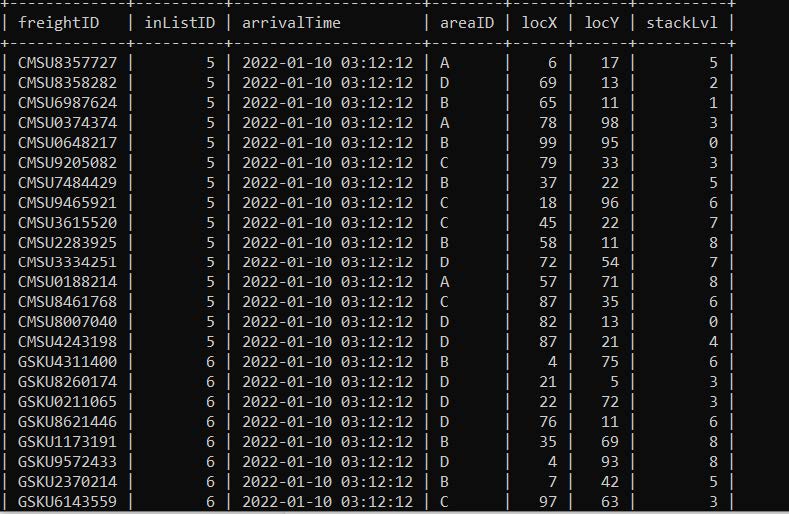 +------------+----------+---------------------+--------+------+------+----------+
| freightID | inListID | arrivalTime | areaID | locX | locY | stackLvl |
+------------+----------+---------------------+--------+------+------+----------+
| CMSU8357727 | 5 | 2022-01-10 03:12:12 | A | 6 | 17 | 5 |
| CMSU8358282 | 5 | 2022-01-10 03:12:12 | D | 69 | 13 | 2 |
| CMSU6987624 | 5 | 2022-01-10 03:12:12 | B | 65 | 11 | 1 |
| CMSU0374374 | 5 | 2022-01-10 03:12:12 | A | 78 | 98 | 3 |
| CMSU0648217 | 5 | 2022-01-10 03:12:12 | B | 99 | 95 | 0 |
| CMSU9205082 | 5 | 2022-01-10 03:12:12 | C | 79 | 33 | 3 |
| CMSU7484429 | 5 | 2022-01-10 03:12:12 | B | 37 | 22 | 5 |
| CMSU9465921 | 5 | 2022-01-10 03:12:12 | C | 18 | 96 | 6 |
| CMSU3615520 | 5 | 2022-01-10 03:12:12 | C | 45 | 22 | 7 |
| CMSU2283925 | 5 | 2022-01-10 03:12:12 | B | 58 | 11 | 8 |
| CMSU3334251 | 5 | 2022-01-10 03:12:12 | D | 72 | 54 | 7 |
| CMSU0188214 | 5 | 2022-01-10 03:12:12 | A | 57 | 71 | 8 |
| CMSU8461768 | 5 | 2022-01-10 03:12:12 | C | 87 | 35 | 6 |
| CMSU8007040 | 5 | 2022-01-10 03:12:12 | D | 82 | 13 | 0 |
| CMSU4243198 | 5 | 2022-01-10 03:12:12 | D | 87 | 21 | 4 |
| GSKU4311400 | 6 | 2022-01-10 03:12:12 | B | 4 | 75 | 6 |
| GSKU8260174 | 6 | 2022-01-10 03:12:12 | D | 21 | 5 | 3 |
| GSKU0211065 | 6 | 2022-01-10 03:12:12 | D | 22 | 72 | 3 |
| GSKU8621446 | 6 | 2022-01-10 03:12:12 | D | 76 | 11 | 6 |
| GSKU1173191 | 6 | 2022-01-10 03:12:12 | B | 35 | 69 | 8 |
| GSKU9572433 | 6 | 2022-01-10 03:12:12 | D | 4 | 93 | 8 |
| GSKU2370214 | 6 | 2022-01-10 03:12:12 | B | 7 | 42 | 5 |
| GSKU6143559 | 6 | 2022-01-10 03:12:12 | C | 97 | 63 | 3 |